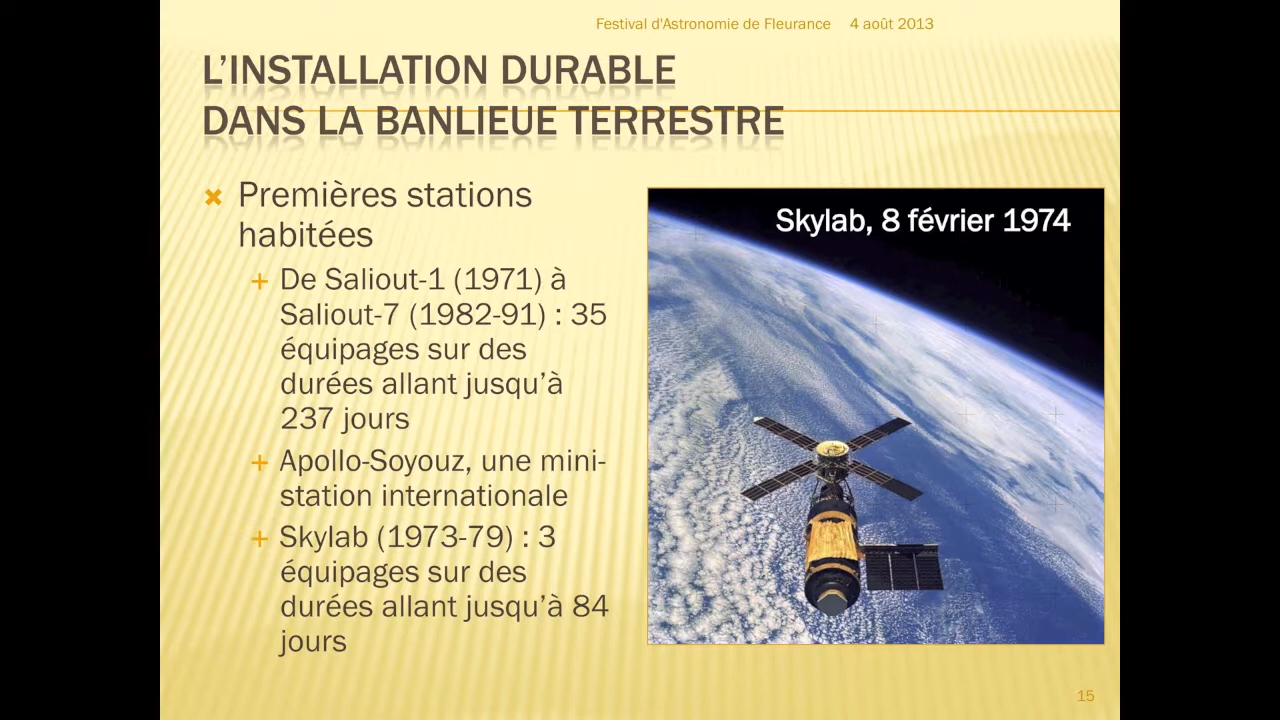 Festival d'Astronomie de Fleurance 4 août 2013
L’INSTALLATION DURABLE
DANS LA BANLIEUE TERRESTRE
Premières stations
habitées
De Saliout-1 (1971) à
Saliout-7 (1982-91) : 35
équipages sur des
durées allant jusqu’à
237 jours
Apollo-Soyouz, une mini-
station internationale
Skylab (1973-79) : 3
équipages sur des
durées allant jusqu’à 84
jours
Skylab, 8 février 1974
15